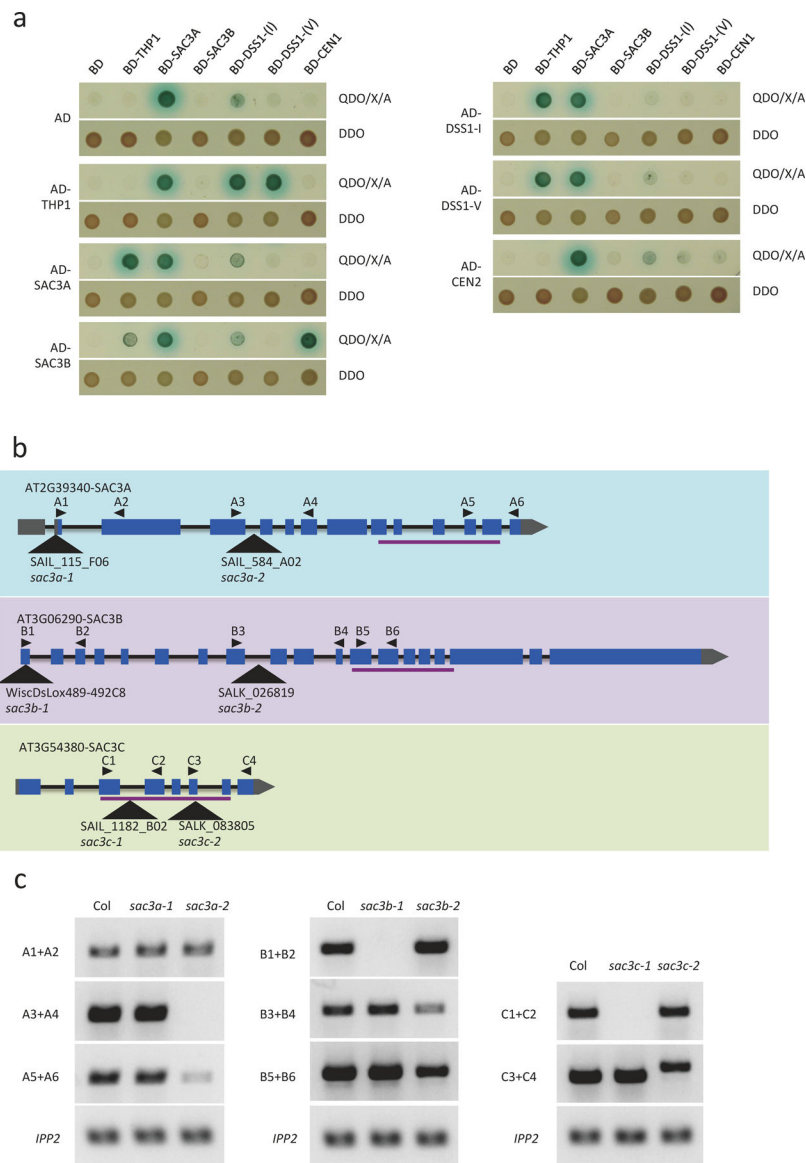 a
BD
BD-THP1
BD-SAC3A
BD-SAC3B
BD-DSS1-(I)
BD-DSS1-(V)
BD-CEN1
AD
QDO/X/A
DDO
AD-
THP1
QDO/X/A
DDO
AD-
SAC3A
QDO/X/A
DDO
AD-
SAC3B
QDO/X/A
DDO
BD
BD-THP1
BD-SAC3A
BD-SAC3B
BD-DSS1-(I)
BD-DSS1-(V)
BD-CEN1
AD-
DSS1-I
QDO/X/A
DDO
AD-
DSS1-V
QDO/X/A
DDO
AD-
CEN2
QDO/X/A
DDO
b
AT2G39340-SAC3A
A1 A2 A3 A4 A5 A6
SAIL_115_F06 SAIL_584_A02
sac3a-1 sac3a-2
AT3G06290-SAC3B
B1 B2 B3 B4 B5 B6
WiscDsLox489-492C8 SALK_026819
sac3b-1 sac3b-2
AT3G54380-SAC3C
C1 C2 C3 C4
SAIL_1182_B02 SALK_083805
sac3c-1 sac3c-2
c
Col sac3a-1 sac3a-2
A1+A2
A3+A4
A5+A6
IPP2
Col sac3b-1 sac3b-2
B1+B2
B3+B4
B5+B6
IPP2
Col sac3c-1 sac3c-2
C1+C2
C3+C4
IPP2